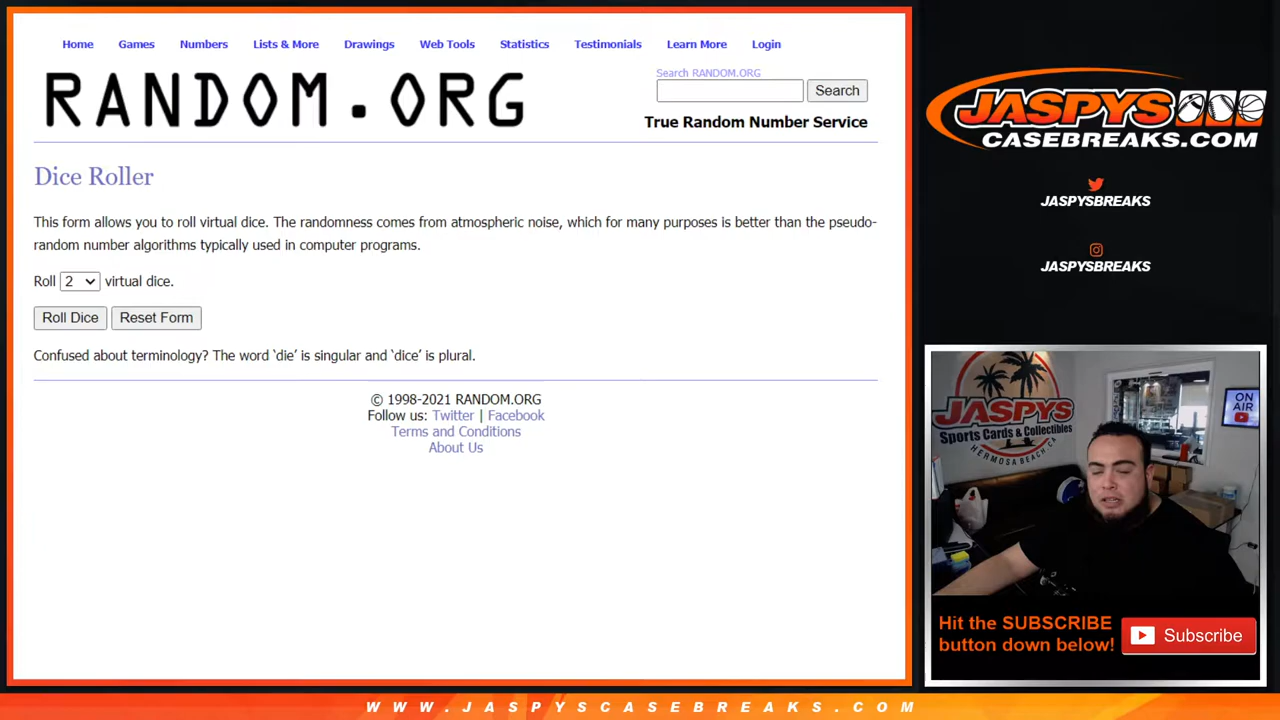 Home Games Numbers Lists & More Drawings Web Tools Statistics Testimonials Learn More Login
RANDOM.ORG
Search RANDOM.ORG
Search
True Random Number Service
Dice Roller
This form allows you to roll virtual dice. The randomness comes from atmospheric noise, which for many purposes is better than the pseudo-
random number algorithms typically used in computer programs.
Roll 2 virtual dice.
Roll Dice Reset Form
Confused about terminology? The word ‘die’ is singular and ‘dice’ is plural.
© 1998-2021 RANDOM.ORG
Follow us: Twitter | Facebook
Terms and Conditions
About Us
JASPYS
CASEBREAKS.COM
JASPYSBREAKS
JASPYSBREAKS
JASPYS
Sports Cards & Collectibles
HERMOSA BEACH CA
ON
AIR
Hit the SUBSCRIBE
button down below!
Subscribe
WWW.JASPYSCASEBREAKS.COM